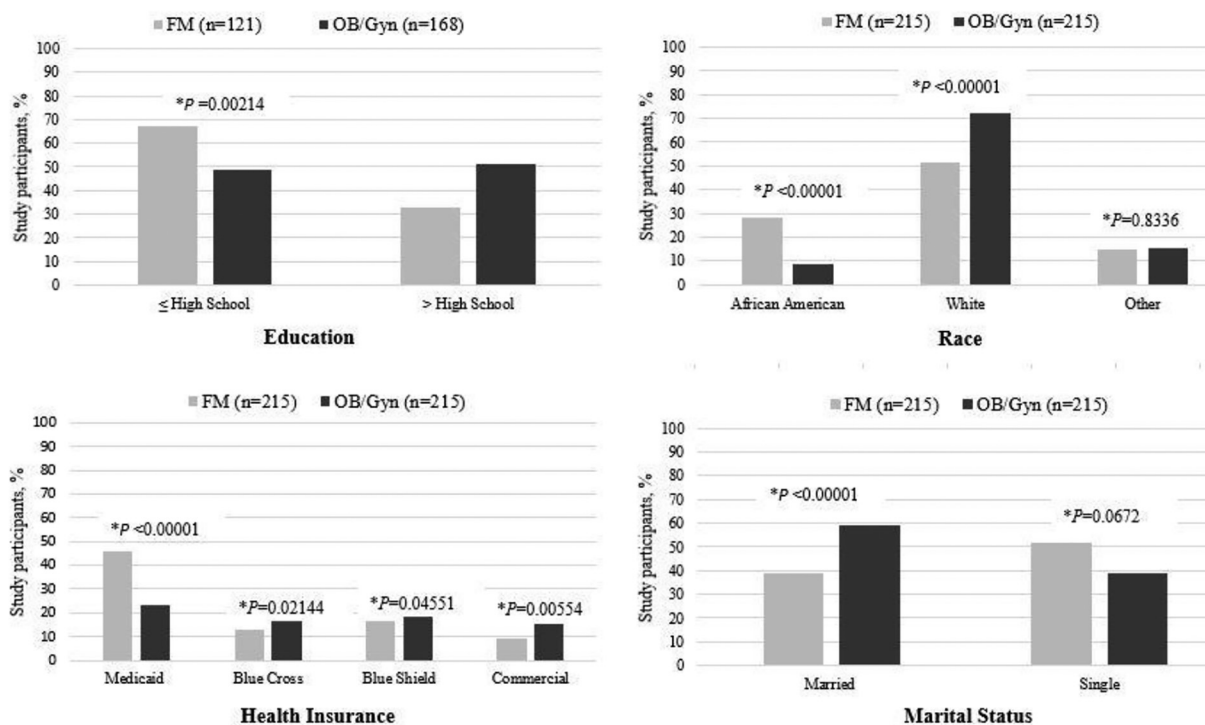 FM (n=121) OB/Gyn (n=168)
Study participants, %
100
90
80
70
60
50
40
30
20
10
0
*P =0.00214
≤ High School > High School
Education
FM (n=215) OB/Gyn (n=215)
Study participants, %
100
90
80
70
60
50
40
30
20
10
0
*P <0.00001
*P <0.00001
*P=0.8336
African American White Other
Race
FM (n=215) OB/Gyn (n=215)
Study participants, %
100
90
80
70
60
50
40
30
20
10
0
*P <0.00001
*P=0.02144 *P=0.04551 *P=0.00554
Medicaid Blue Cross Blue Shield Commercial
Health Insurance
FM (n=215) OB/Gyn (n=215)
Study participants, %
100
90
80
70
60
50
40
30
20
10
0
*P <0.00001
*P=0.0672
Married Single
Marital Status